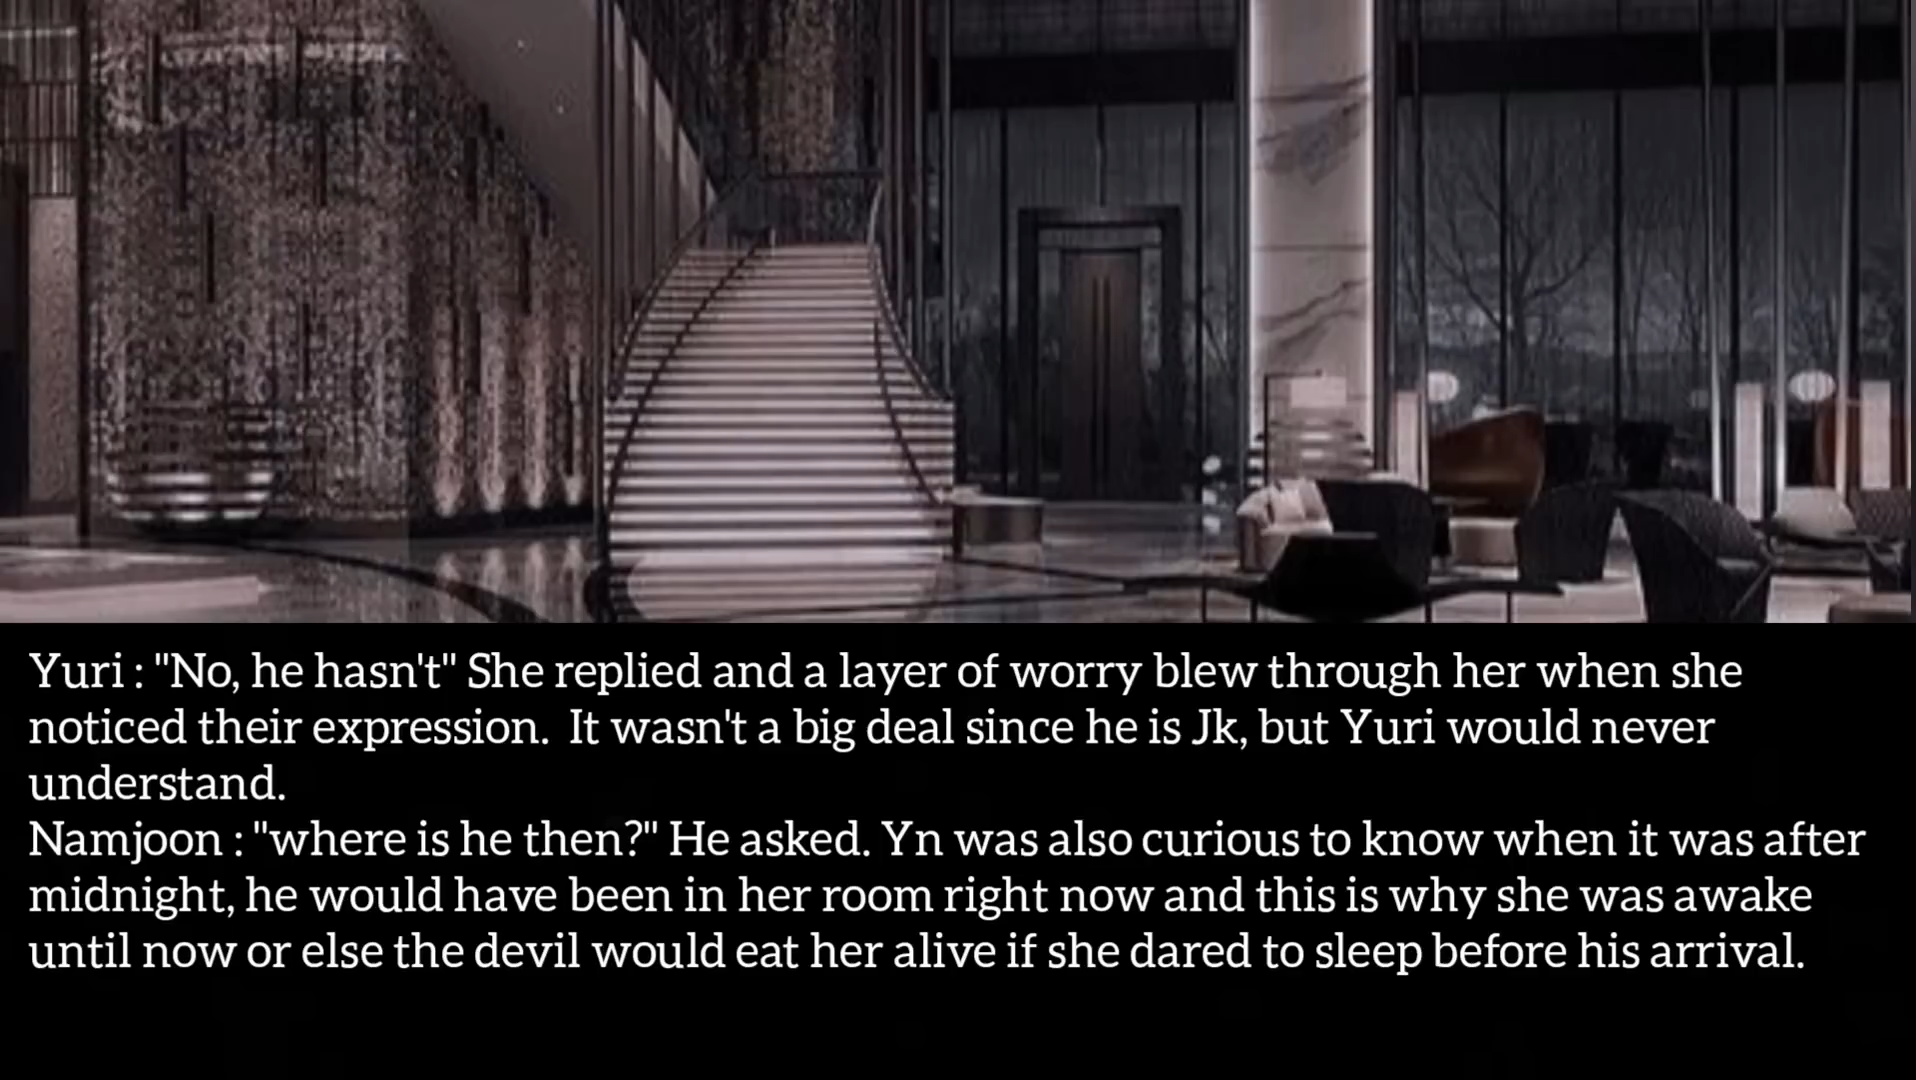 Yuri : "No, he hasn't" She replied and a layer of worry blew through her when she
noticed their expression.  It wasn't a big deal since he is Jk, but Yuri would never
understand.
Namjoon : "where is he then?" He asked. Yn was also curious to know when it was after
midnight, he would have been in her room right now and this is why she was awake
until now or else the devil would eat her alive if she dared to sleep before his arrival.